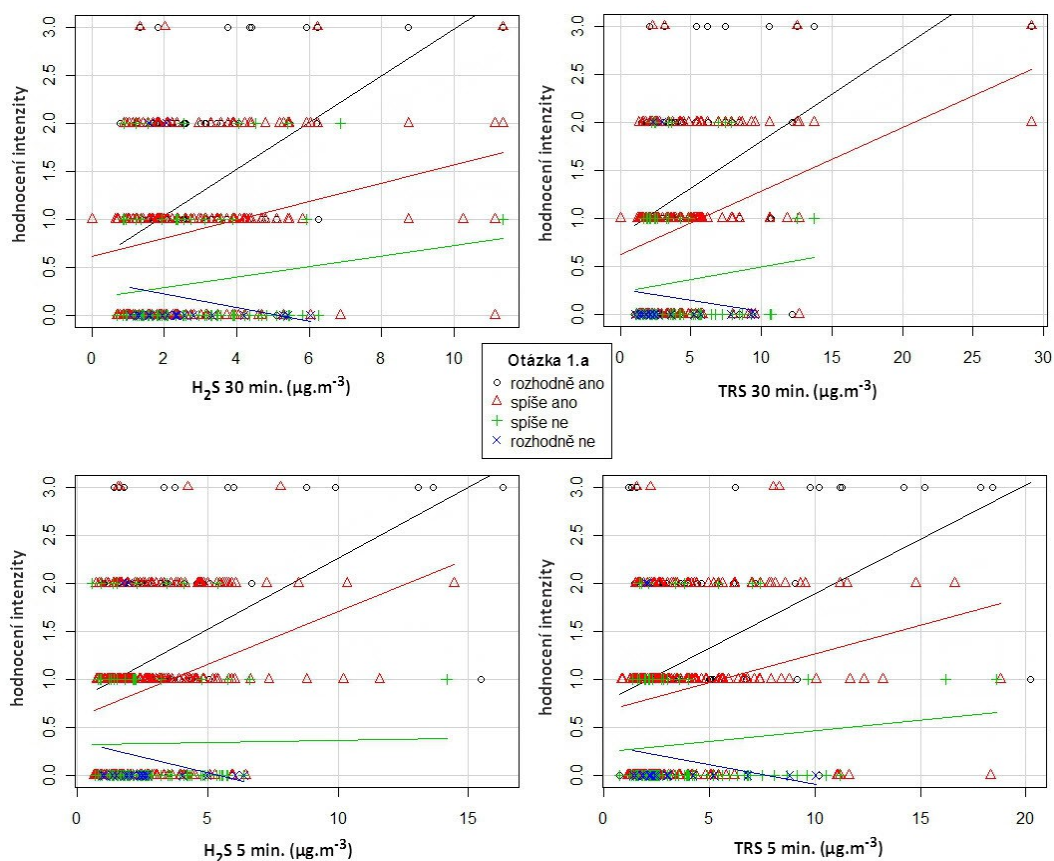 hodnocení intenzity
3.0
2.5
2.0
1.5
1.0
0.5
0.0
0 2 4 6 8 10
H₂S 30 min. (µg.m⁻³)
hodnocení intenzity
3.0
2.5
2.0
1.5
1.0
0.5
0.0
0 5 10 15 20 25 30
TRS 30 min. (µg.m⁻³)
Otázka 1.a
rozhodně ano
spíše ano
spíše ne
rozhodně ne
hodnocení intenzity
3.0
2.5
2.0
1.5
1.0
0.5
0.0
0 5 10 15
H₂S 5 min. (µg.m⁻³)
hodnocení intenzity
3.0
2.5
2.0
1.5
1.0
0.5
0.0
0 5 10 15 20
TRS 5 min. (µg.m⁻³)